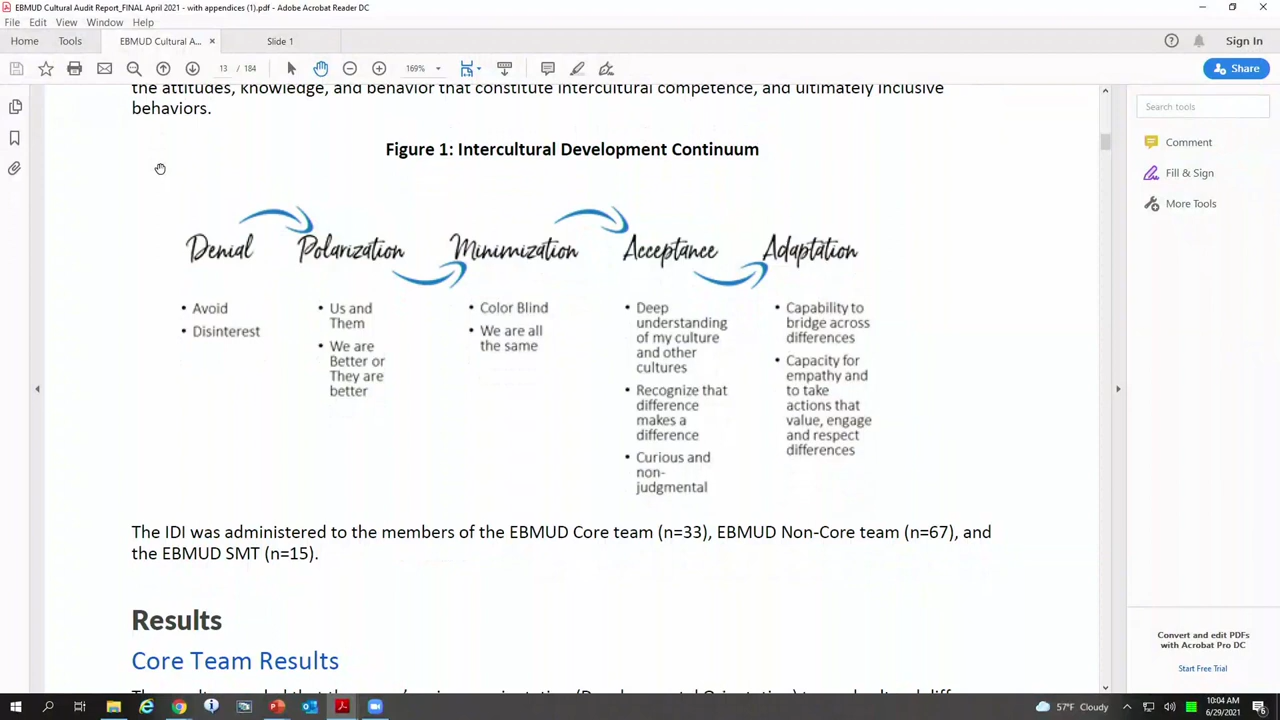 EBMUD Cultural Audit Report_FINAL April 2021 - with appendices (1).pdf - Adobe Acrobat Reader DC
File Edit View Window Help
Home Tools EBMUD Cultural A... × Slide 1 Sign In
13 / 184 169% Share
the attitudes, knowledge, and behavior that constitute intercultural competence, and ultimately inclusive
behaviors.
Figure 1: Intercultural Development Continuum
Denial Polarization Minimization Acceptance Adaptation
• Avoid
• Disinterest
• Us and
Them
• We are
Better or
They are
better
• Color Blind
• We are all
the same
• Deep
understanding
of my culture
and other
cultures
• Recognize that
difference
makes a
difference
• Curious and
non-
judgmental
• Capability to
bridge across
differences
• Capacity for
empathy and
to take
actions that
value, engage
and respect
differences
The IDI was administered to the members of the EBMUD Core team (n=33), EBMUD Non-Core team (n=67), and
the EBMUD SMT (n=15).
Results
Core Team Results
Search tools
Comment
Fill & Sign
More Tools
Convert and edit PDFs
with Acrobat Pro DC
Start Free Trial
57°F Cloudy
10:04 AM
6/29/2021
6